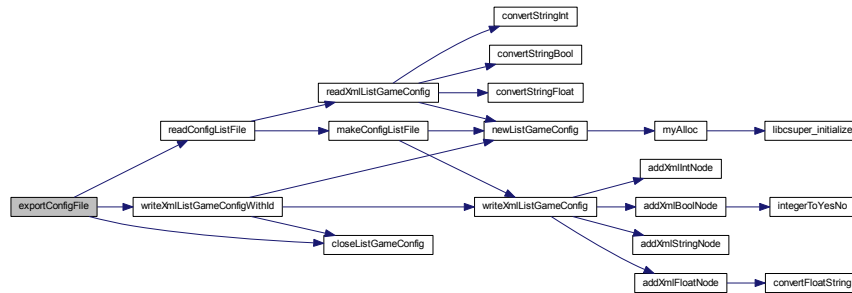 convertStringInt
convertStringBool
readXmlListGameConfig
convertStringFloat
readConfigListFile
makeConfigListFile
newListGameConfig
myAlloc
libcsuper_initialize
addXmlIntNode
exportConfigFile
writeXmlListGameConfigWithId
writeXmlListGameConfig
addXmlBoolNode
integerToYesNo
closeListGameConfig
addXmlStringNode
addXmlFloatNode
convertFloatString